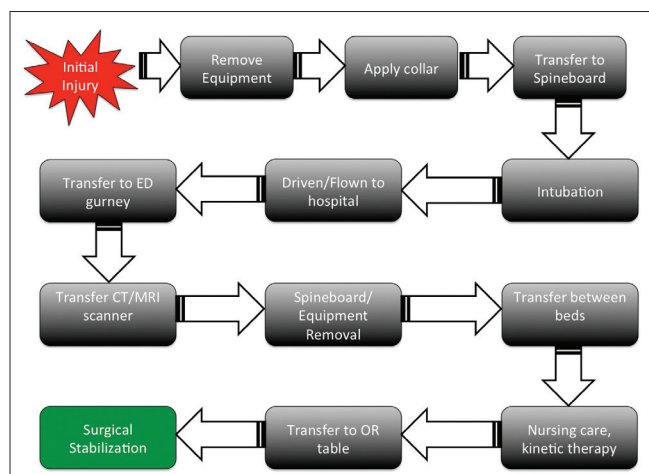 Initial
Injury
Remove
Equipment
Apply collar
Transfer to
Spineboard
Intubation
Driven/Flown to
hospital
Transfer to ED
gurney
Transfer CT/MRI
scanner
Spineboard/
Equipment
Removal
Transfer between
beds
Nursing care,
kinetic therapy
Transfer to OR
table
Surgical
Stabilization